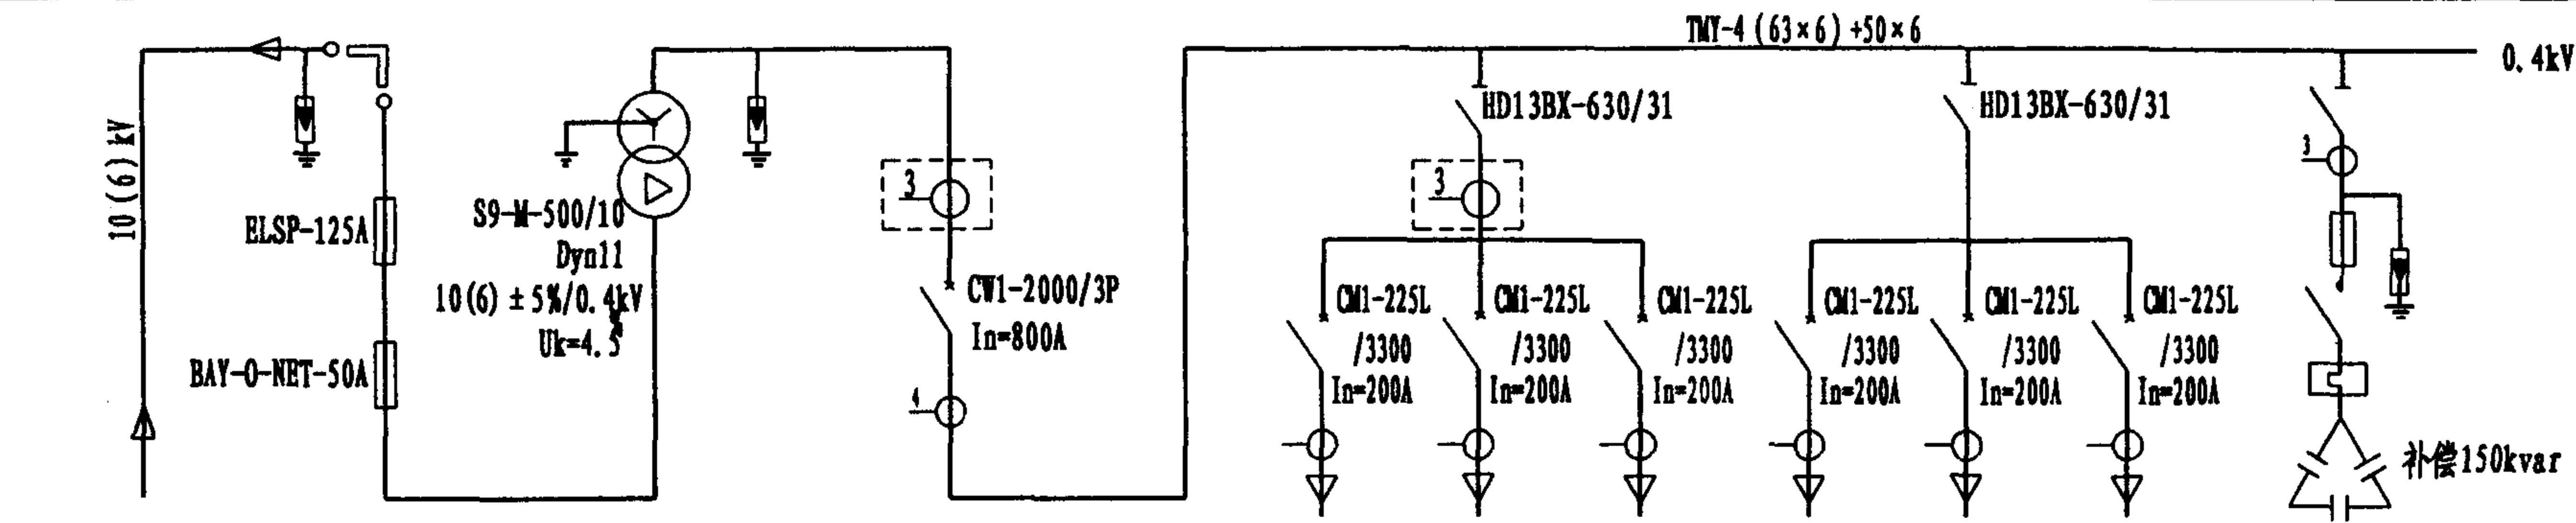 TMY-4(63×6)+50×6
0.4kV
10(6)kV
ELSP-125A
BAY-O-NET-50A
S9-M-500/10
Dyn11
10(6)±5%/0.4kV
Uk=4.5
3
CW1-2000/3P
In=800A
4
HD13BX-630/31
3
CM1-225L
/3300
In=200A
CM1-225L
/3300
In=200A
CM1-225L
/3300
In=200A
HD13BX-630/31
CM1-225L
/3300
In=200A
CM1-225L
/3300
In=200A
CM1-225L
/3300
In=200A
3
补偿150kvar